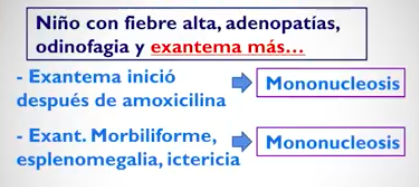 Niño con fiebre alta, adenopatías,
odinofagia y exantema más...
- Exantema inició
después de amoxicilina
Mononucleosis
- Exant. Morbiliforme,
esplenomegalia, ictericia
Mononucleosis